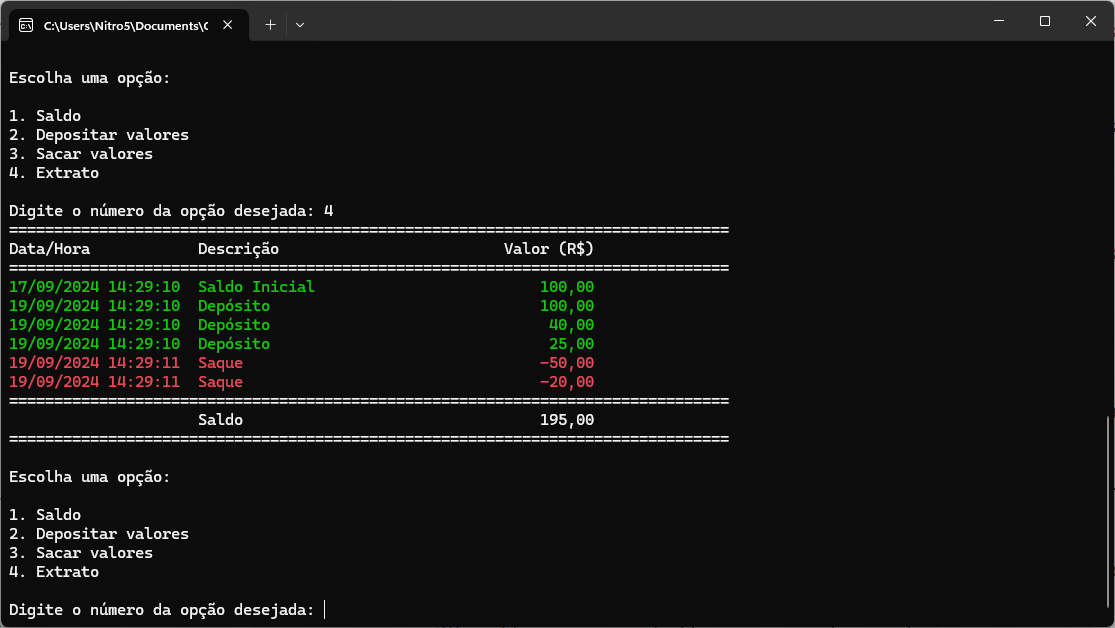 C:\Users\Nitro5\Documents\C
Escolha uma opção:
1. Saldo
2. Depositar valores
3. Sacar valores
4. Extrato
Digite o número da opção desejada: 4
================================================================================
Data/Hora Descrição Valor (R$)
================================================================================
17/09/2024 14:29:10 Saldo Inicial 100,00
19/09/2024 14:29:10 Depósito 100,00
19/09/2024 14:29:10 Depósito 40,00
19/09/2024 14:29:10 Depósito 25,00
19/09/2024 14:29:11 Saque -50,00
19/09/2024 14:29:11 Saque -20,00
================================================================================
Saldo 195,00
================================================================================
Escolha uma opção:
1. Saldo
2. Depositar valores
3. Sacar valores
4. Extrato
Digite o número da opção desejada: